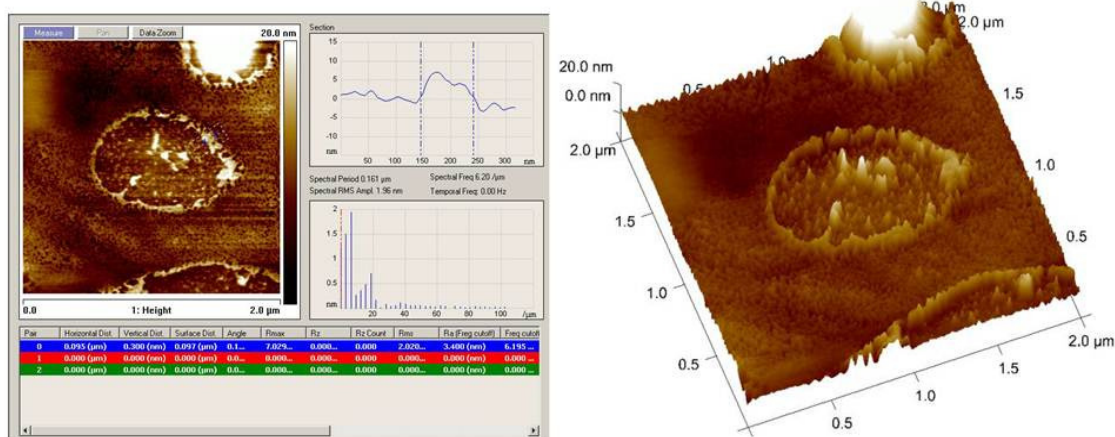 Measure Pan Data Zoom 20.0 nm
0.0 1: Height 2.0 µm
Section
15
10
5
0
-5
-10
nm
50 100 150 200 250 300 nm
Spectral Period 0.161 µm Spectral Freq 6.20 /µm
Spectral RMS Ampl. 1.96 nm Temporal Freq 0.00 Hz
2
1.5
1
0.5
nm
0 20 40 60 80 100 /µm
Pair Horizontal Dist. Vertical Dist. Surface Dist. Angle Rmax Rz Rz Count Rms Ra (Freq cutoff) Freq cutoff
0 0.095 (µm) 0.300 (nm) 0.097 (µm) 0.1... 7.029... 0.000... 0.000 2.020... 3.400 (nm) 6.195 ...
1 0.000 (µm) 0.000 (nm) 0.000 (µm) 0.0... 0.000... 0.000... 0.000 0.000... 0.000 (nm) 0.000 ...
2 0.000 (µm) 0.000 (nm) 0.000 (µm) 0.0... 0.000... 0.000... 0.000 0.000... 0.000 (nm) 0.000 ...
2.0 µm
20.0 nm
0.0 nm
2.0 µm
1.5
1.0
0.5
0.5
1.0
1.5
2.0 µm
0.5
1.0
1.5